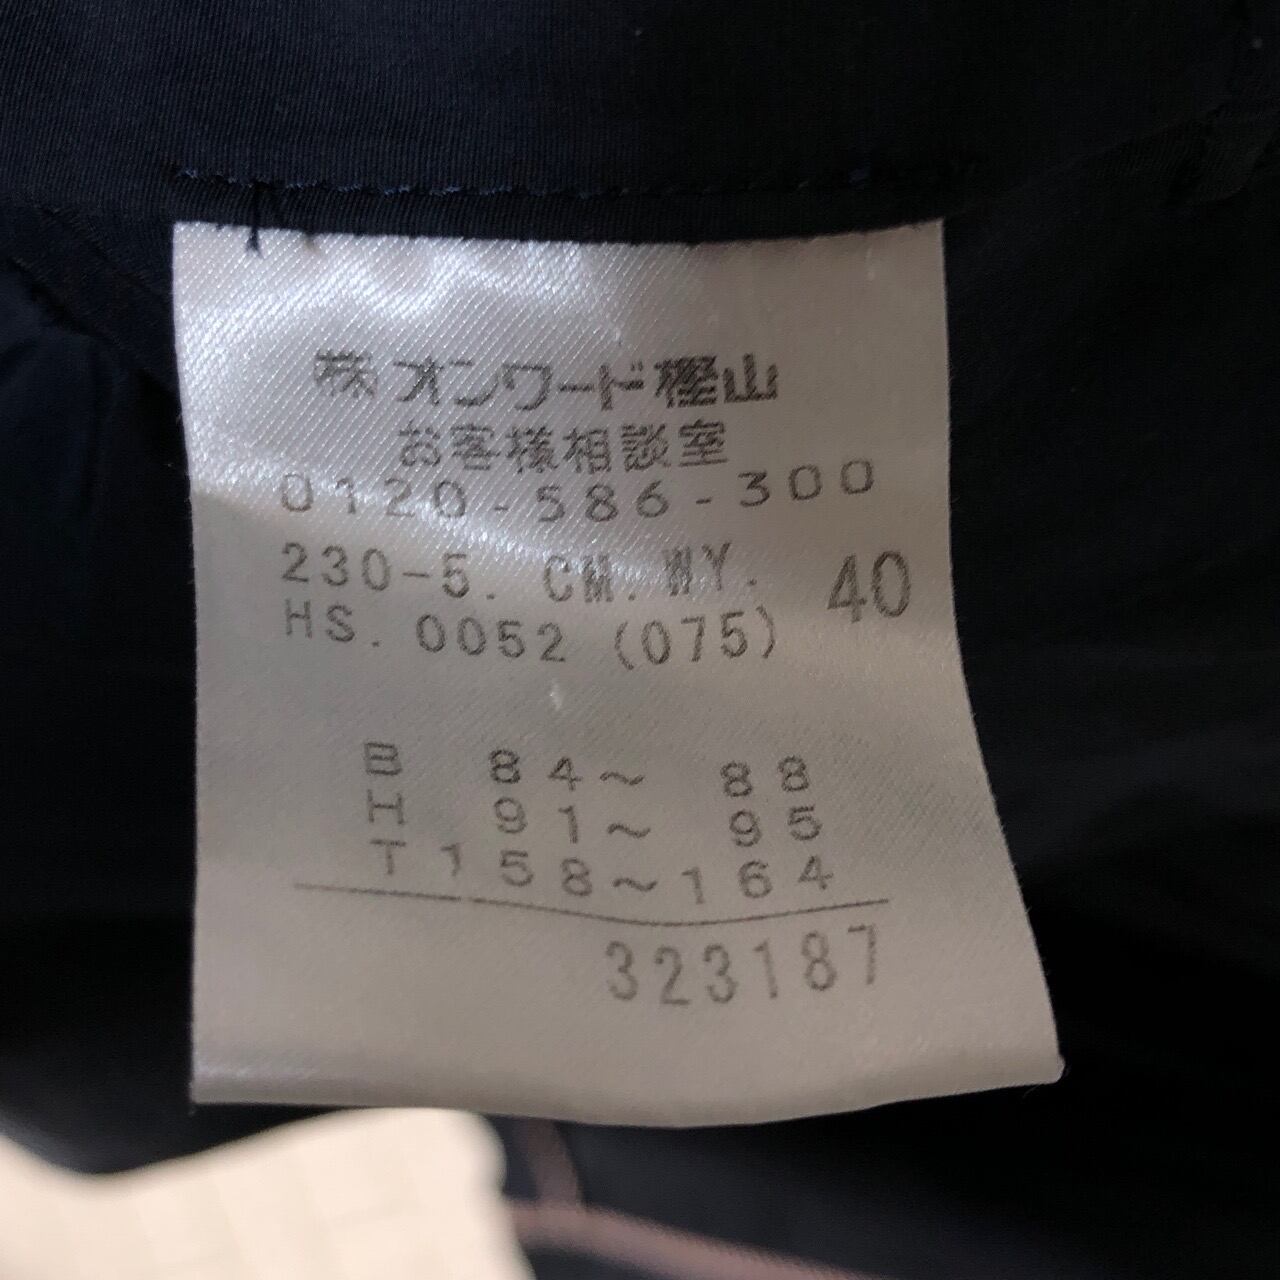 ㈱オンワード樫山
お客様相談室
0120-586-300
230-5. CM.WY. 40
HS. 0052 (075)
B 84～ 88
H 91～ 95
T158～164
323187